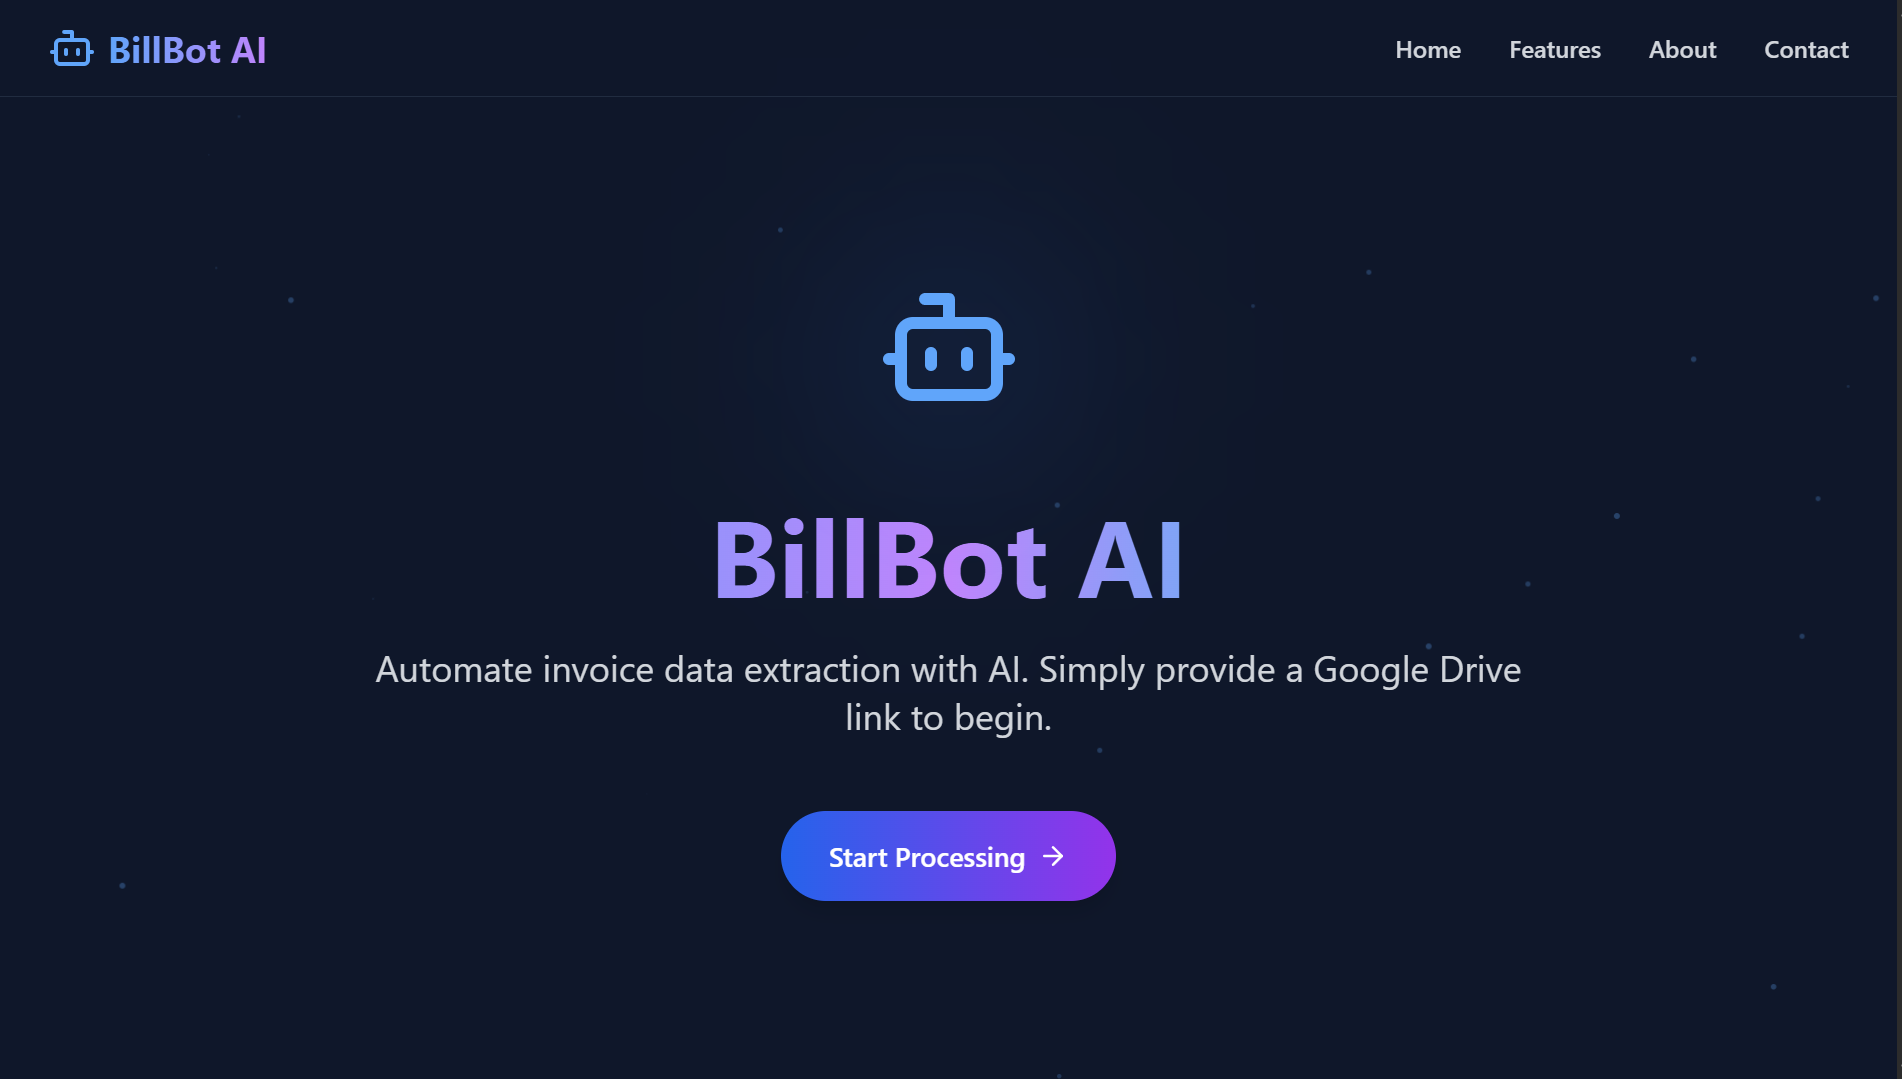 BillBot AI
Home
Features
About
Contact
BillBot AI
Automate invoice data extraction with AI. Simply provide a Google Drive
link to begin.
Start Processing